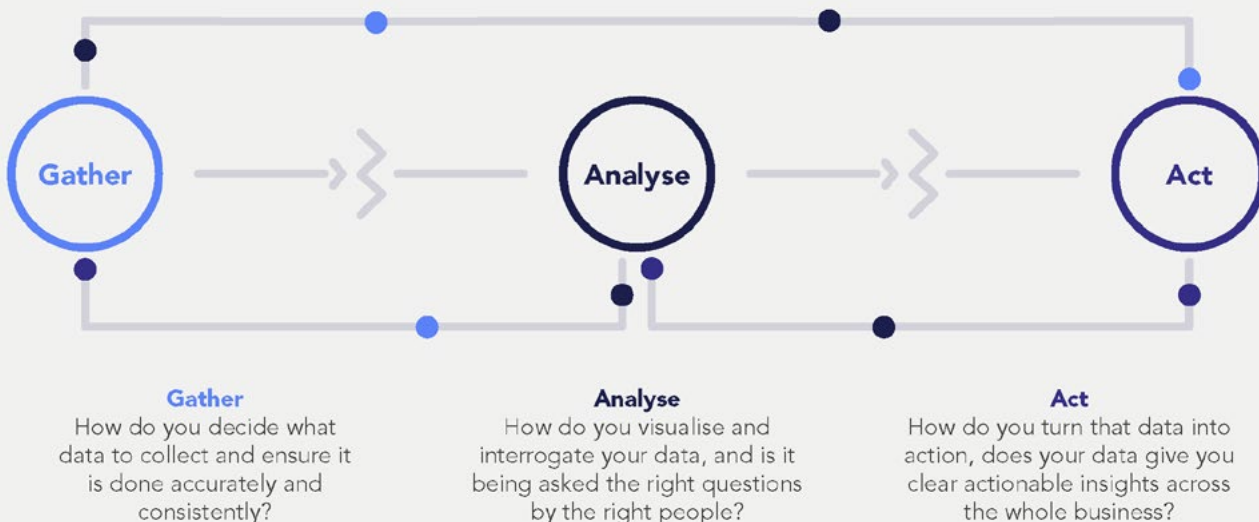 Gather
Analyse
Act
Gather
How do you decide what
data to collect and ensure it
is done accurately and
consistently?
Analyse
How do you visualise and
interrogate your data, and is it
being asked the right questions
by the right people?
Act
How do you turn that data into
action, does your data give you
clear actionable insights across
the whole business?